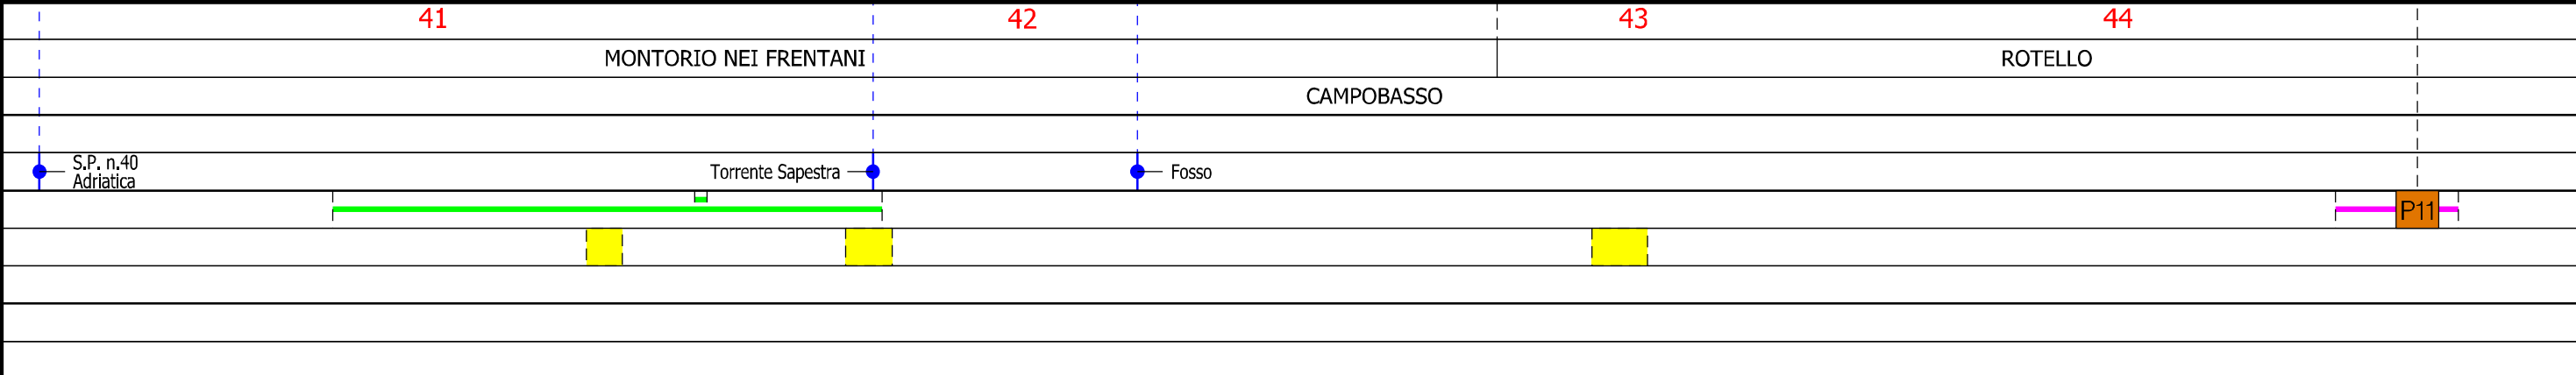 41 42 43 44
MONTORIO NEI FRENTANI ROTELLO
CAMPOBASSO
S.P. n.40
Adriatica
Torrente Sapestra
Fosso
P11